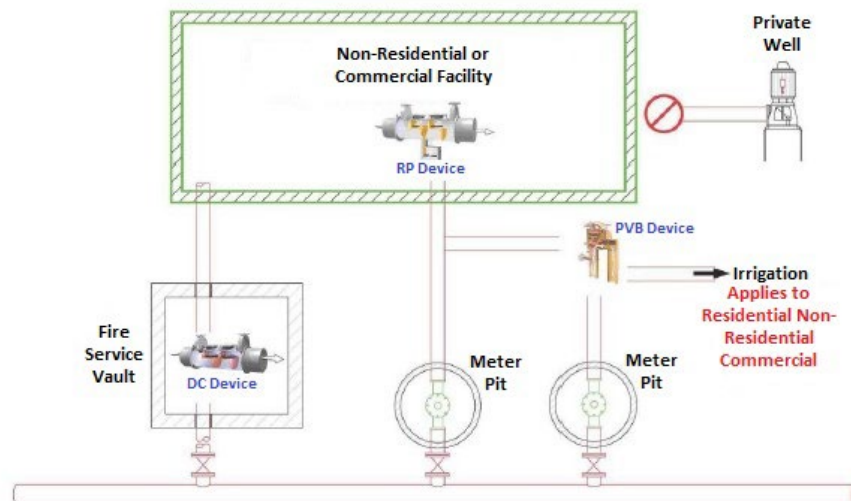 Private
Well
Non-Residential or
Commercial Facility
RP Device
PVB Device
Irrigation
Applies to
Residential Non-
Residential
Commercial
Fire
Service
Vault
DC Device
Meter
Pit
Meter
Pit